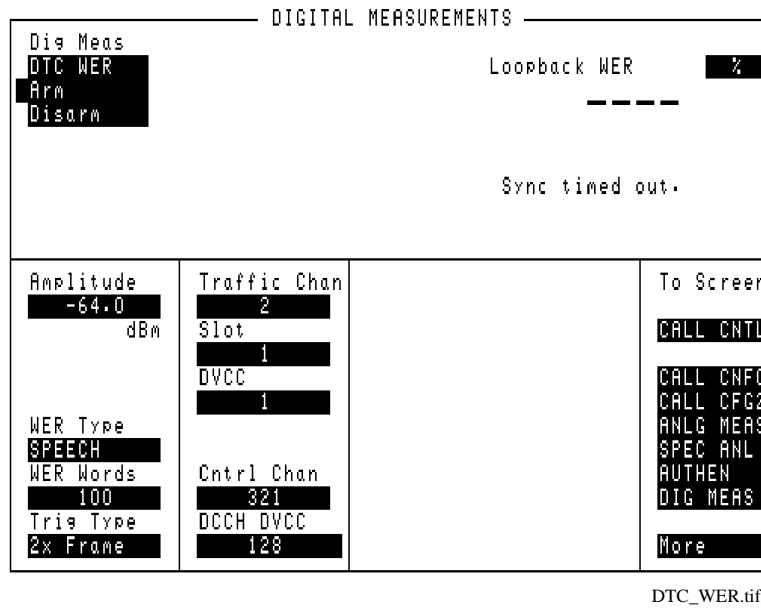 DIGITAL MEASUREMENTS
Dig Meas
DTC WER
Arm
Disarm
Loopback WER %
– – – –
Sync timed out.
Amplitude
-64.0
dBm
WER Type
SPEECH
WER Words
100
Trig Type
2x Frame
Traffic Chan
2
Slot
1
DVCC
1
Cntrl Chan
321
DCCH DVCC
128
To Screen
CALL CNTL
CALL CNFG
CALL CFG2
ANLG MEAS
SPEC ANL
AUTHEN
DIG MEAS
More
DTC_WER.tif